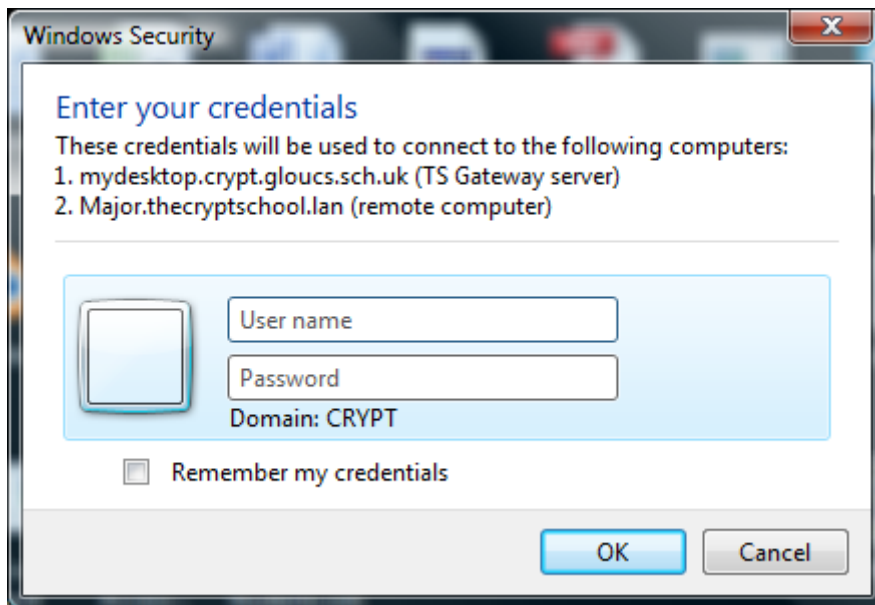 Windows Security
Enter your credentials
These credentials will be used to connect to the following computers:
1. mydesktop.crypt.gloucs.sch.uk (TS Gateway server)
2. Major.thecryptschool.lan (remote computer)
User name
Password
Domain: CRYPT
Remember my credentials
OK
Cancel